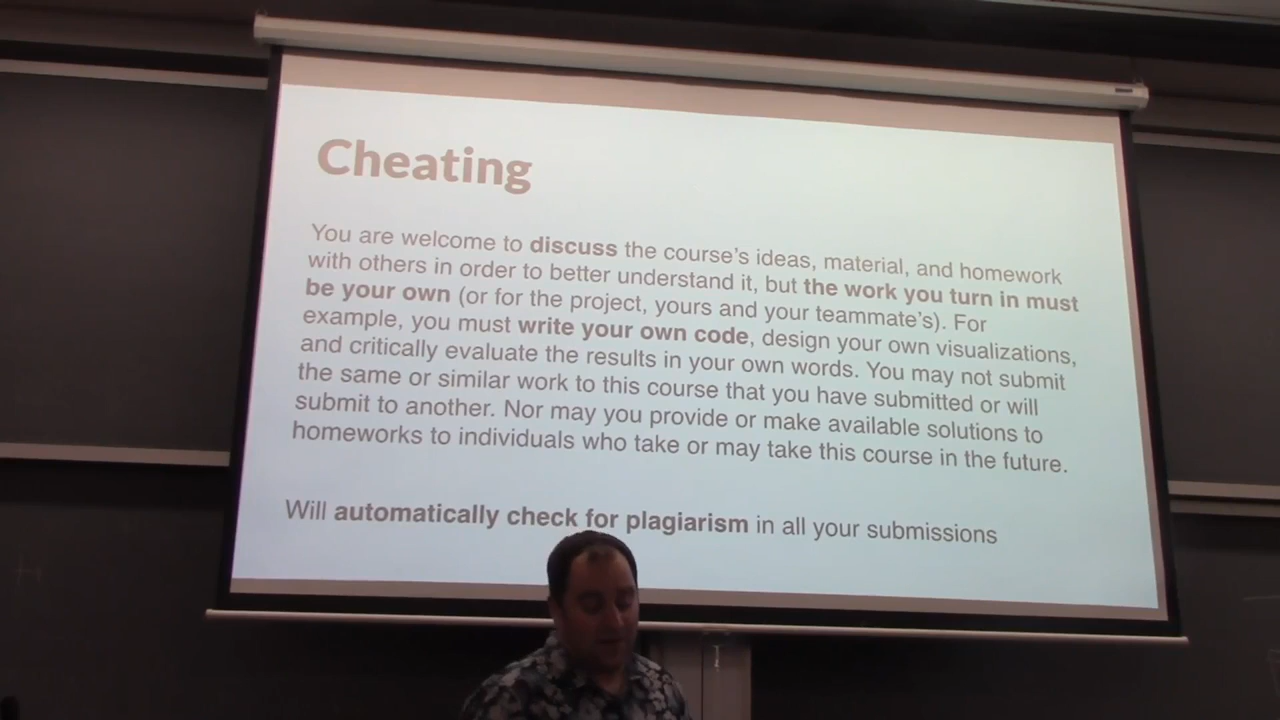 Cheating
You are welcome to discuss the course's ideas, material, and homework
with others in order to better understand it, but the work you turn in must
be your own (or for the project, yours and your teammate's). For
example, you must write your own code, design your own visualizations,
and critically evaluate the results in your own words. You may not submit
the same or similar work to this course that you have submitted or will
submit to another. Nor may you provide or make available solutions to
homeworks to individuals who take or may take this course in the future.
Will automatically check for plagiarism in all your submissions